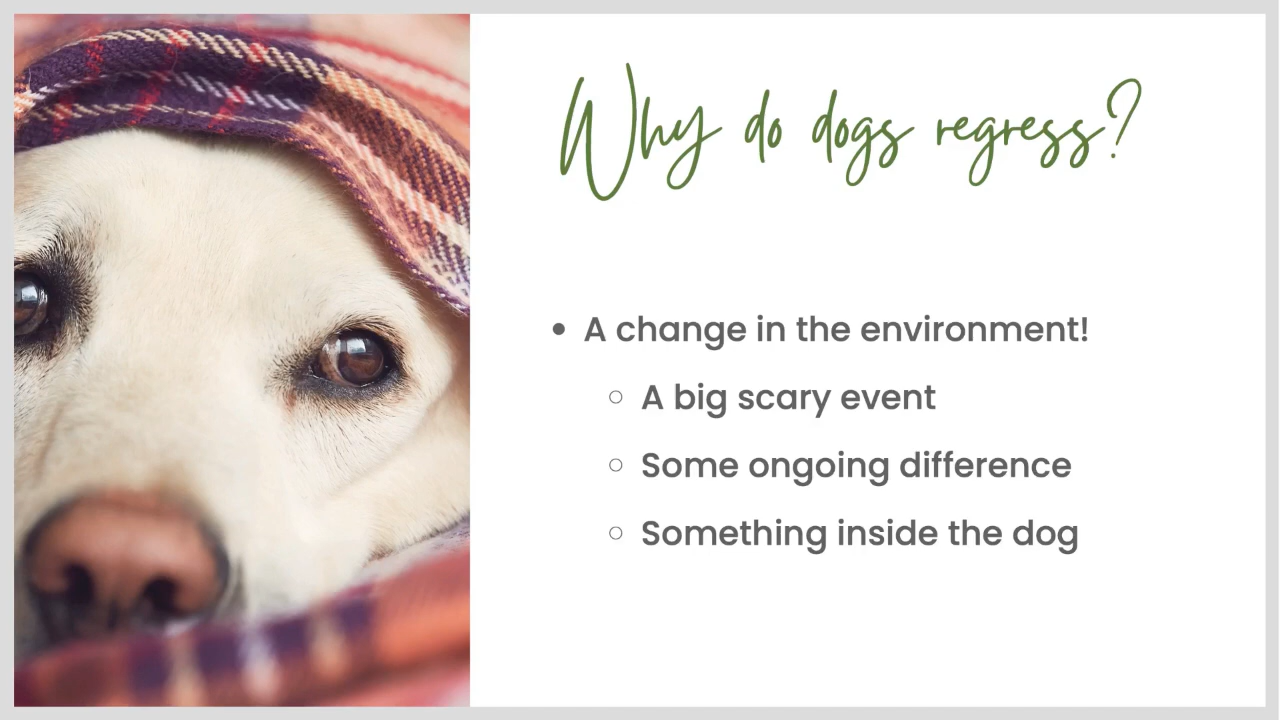 Why do dogs regress?
A change in the environment!
A big scary event
Some ongoing difference
Something inside the dog